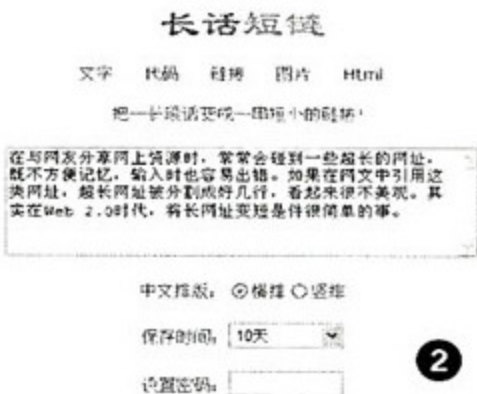 长话短链
文字 代码 链接 图片 Html
把一长段话变成一串短小的链接！
在与网友分享网上资源时，常常会碰到一些超长的网址，
既不方便记忆，输入时也容易出错。如果在网文中引用这
类网址，超长网址被分割成好几行，看起来很不美观。其
实在Web 2.0时代，将长网址变短是件很简单的事。
中文排版： 横排 竖排
保存时间： 10天
设置密码：
2